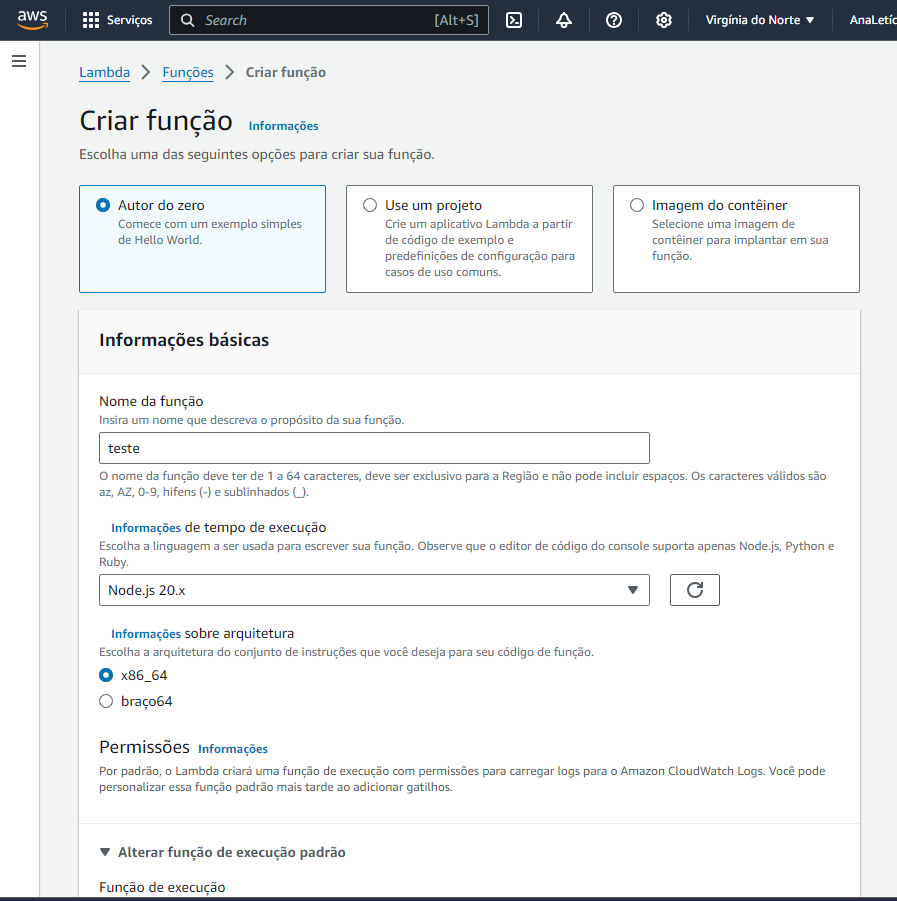 aws Serviços Search [Alt+S] Virgínia do Norte
Lambda Funções Criar função
Criar função Informações
Escolha uma das seguintes opções para criar sua função.
Autor do zero
Comece com um exemplo simples
de Hello World.
Use um projeto
Crie um aplicativo Lambda a partir
de código de exemplo e
predefinições de configuração para
casos de uso comuns.
Imagem do contêiner
Selecione uma imagem de
contêiner para implantar em sua
função.
Informações básicas
Nome da função
Insira um nome que descreva o propósito da sua função.
teste
O nome da função deve ter de 1 a 64 caracteres, deve ser exclusivo para a Região e não pode incluir espaços. Os caracteres válidos são
az, AZ, 0-9, hifens (-) e sublinhados (_).
Informações de tempo de execução
Escolha a linguagem a ser usada para escrever sua função. Observe que o editor de código do console suporta apenas Node.js, Python e
Ruby.
Node.js 20.x
Informações sobre arquitetura
Escolha a arquitetura do conjunto de instruções que você deseja para seu código de função.
x86_64
braço64
Permissões Informações
Por padrão, o Lambda criará uma função de execução com permissões para carregar logs para o Amazon CloudWatch Logs. Você pode
personalizar essa função padrão mais tarde ao adicionar gatilhos.
Alterar função de execução padrão
Função de execução